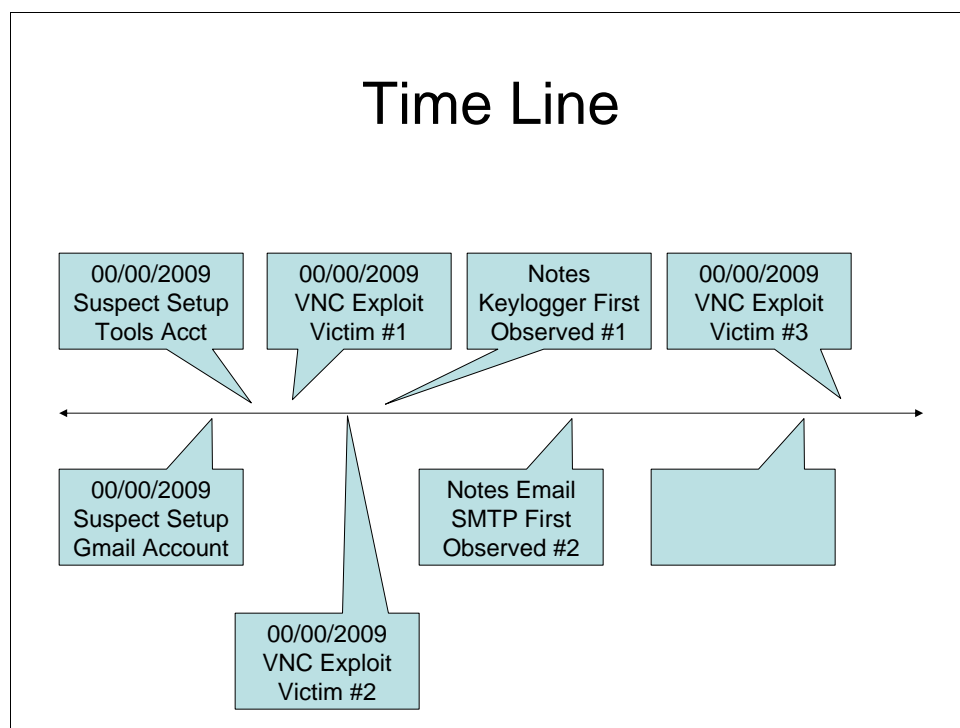 Time Line
00/00/2009
Suspect Setup
Tools Acct
00/00/2009
VNC Exploit
Victim #1
Notes
Keylogger First
Observed #1
00/00/2009
VNC Exploit
Victim #3
00/00/2009
Suspect Setup
Gmail Account
Notes Email
SMTP First
Observed #2
00/00/2009
VNC Exploit
Victim #2